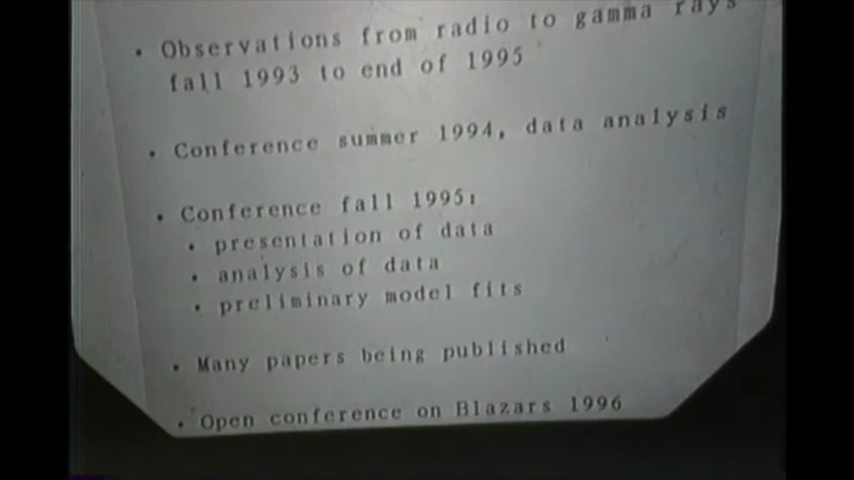 • Observations from radio to gamma rays
fall 1993 to end of 1995
• Conference summer 1994, data analysis
• Conference fall 1995:
• presentation of data
• analysis of data
• preliminary model fits
• Many papers being published
• Open conference on Blazars 1996